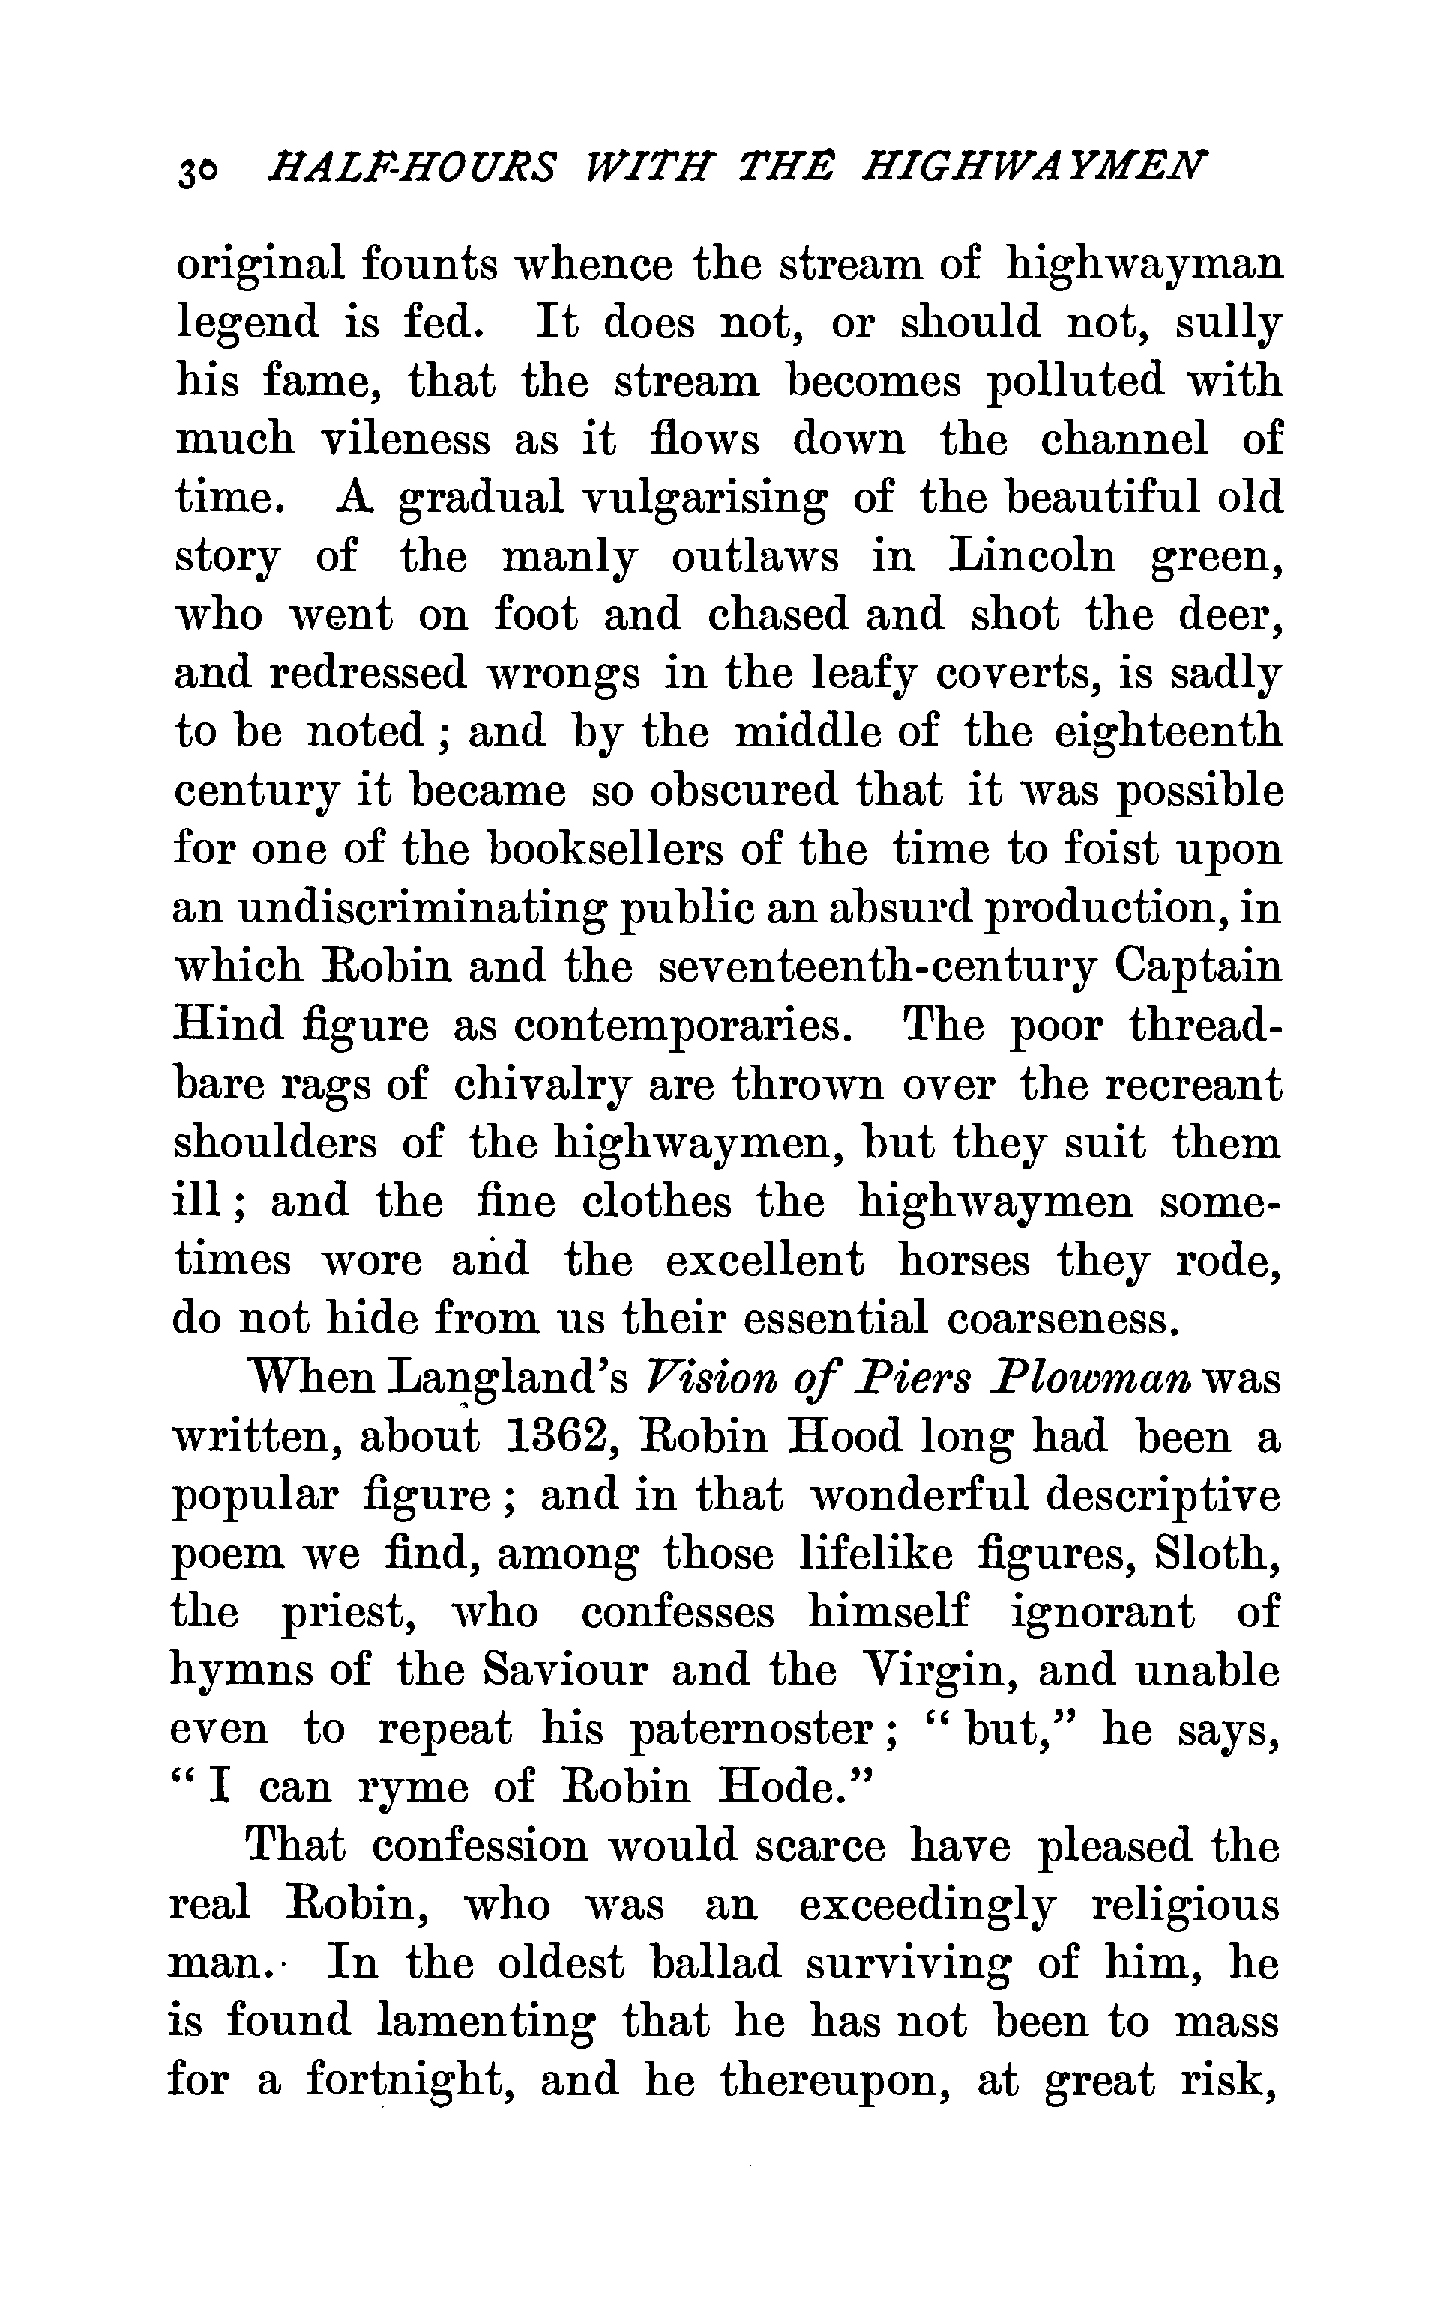 30 HALF-HOURS WITH THE HIGHWAYMEN
original founts whence the stream of highwayman
legend is fed. It does not, or should not, sully
his fame, that the stream becomes polluted with
much vileness as it flows down the channel of
time. A gradual vulgarising of the beautiful old
story of the manly outlaws in Lincoln green,
who went on foot and chased and shot the deer,
and redressed wrongs in the leafy coverts, is sadly
to be noted ; and by the middle of the eighteenth
century it became so obscured that it was possible
for one of the booksellers of the time to foist upon
an undiscriminating public an absurd production, in
which Robin and the seventeenth-century Captain
Hind figure as contemporaries. The poor thread-
bare rags of chivalry are thrown over the recreant
shoulders of the highwaymen, but they suit them
ill ; and the fine clothes the highwaymen some-
times wore and the excellent horses they rode,
do not hide from us their essential coarseness.
When Langland's Vision of Piers Plowman was
written, about 1362, Robin Hood long had been a
popular figure ; and in that wonderful descriptive
poem we find, among those lifelike figures, Sloth,
the priest, who confesses himself ignorant of
hymns of the Saviour and the Virgin, and unable
even to repeat his paternoster ; “ but,” he says,
“ I can ryme of Robin Hode.”
That confession would scarce have pleased the
real Robin, who was an exceedingly religious
man. In the oldest ballad surviving of him, he
is found lamenting that he has not been to mass
for a fortnight, and he thereupon, at great risk,